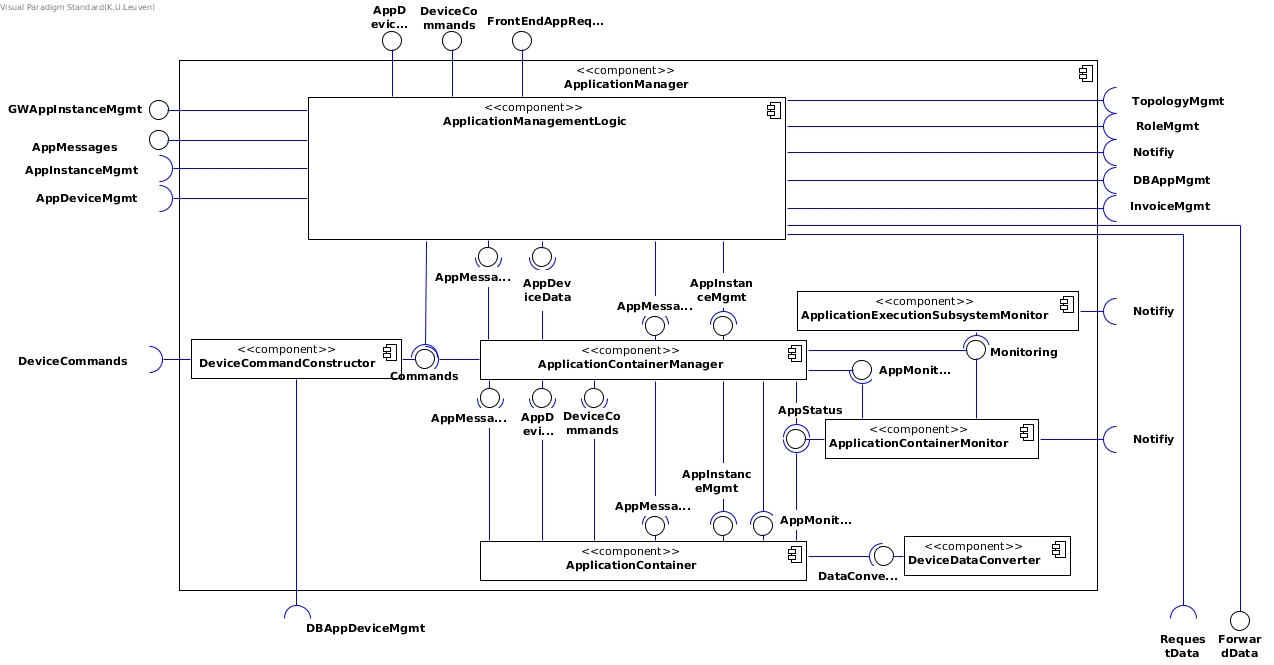 Visual Paradigm Standard(K.U.Leuven)
AppD
evic...
DeviceCo
mmands
FrontEndAppReq...
<<component>>
ApplicationManager
GWAppInstanceMgmt
AppMessages
AppInstanceMgmt
AppDeviceMgmt
<<component>>
ApplicationManagementLogic
TopologyMgmt
RoleMgmt
Notifiy
DBAppMgmt
InvoiceMgmt
AppMessa...
AppDev
iceData
AppMessa...
AppInstan
ceMgmt
<<component>>
ApplicationExecutionSubsystemMonitor
Notifiy
DeviceCommands
<<component>>
DeviceCommandConstructor
Commands
<<component>>
ApplicationContainerManager
Monitoring
AppMonit...
AppMessa...
AppD
evi...
DeviceCo
mmands
AppStatus
<<component>>
ApplicationContainerMonitor
Notifiy
AppMessa...
AppInstanc
eMgmt
AppMonit...
<<component>>
ApplicationContainer
DataConve...
<<component>>
DeviceDataConverter
DBAppDeviceMgmt
Reques
tData
Forwar
dData